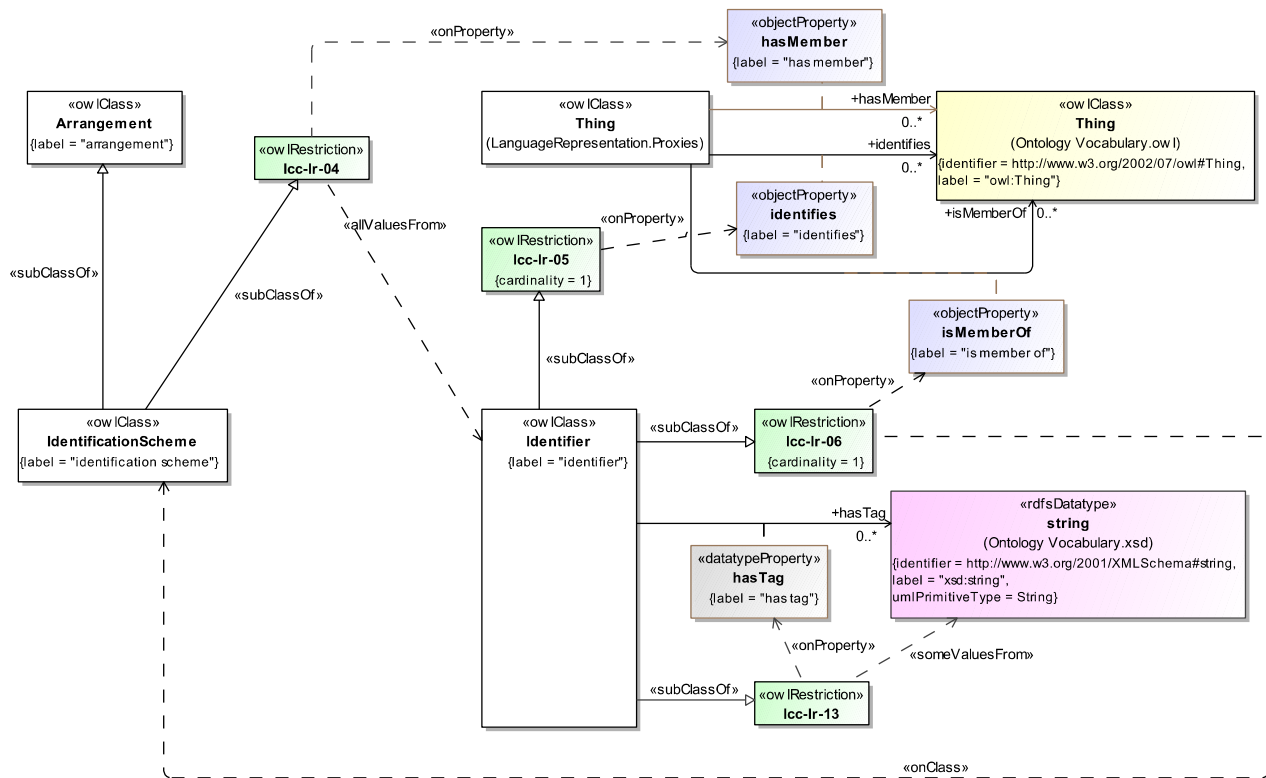 «onProperty»
«objectProperty»
hasMember
{label = "has member"}
«owlClass»
Arrangement
{label = "arrangement"}
«owlRestriction»
lcc-lr-04
«owlClass»
Thing
(LanguageRepresentation.Proxies)
+hasMember
0..*
+identifies
0..*
«owlClass»
Thing
(Ontology Vocabulary.owl)
{identifier = http://www.w3.org/2002/07/owl#Thing,
label = "owl:Thing"}
+isMemberOf
0..*
«allValuesFrom»
«onProperty»
«objectProperty»
identifies
{label = "identifies"}
«owlRestriction»
lcc-lr-05
{cardinality = 1}
«subClassOf»
«subClassOf»
«objectProperty»
isMemberOf
{label = "is member of"}
«subClassOf»
«onProperty»
«owlClass»
IdentificationScheme
{label = "identification scheme"}
«owlClass»
Identifier
{label = "identifier"}
«subClassOf»
«owlRestriction»
lcc-lr-06
{cardinality = 1}
+hasTag
0..*
«rdfsDatatype»
string
(Ontology Vocabulary.xsd)
{identifier = http://www.w3.org/2001/XMLSchema#string,
label = "xsd:string",
umlPrimitiveType = String}
«datatypeProperty»
hasTag
{label = "has tag"}
«onProperty»
«someValuesFrom»
«subClassOf»
«owlRestriction»
lcc-lr-13
«onClass»